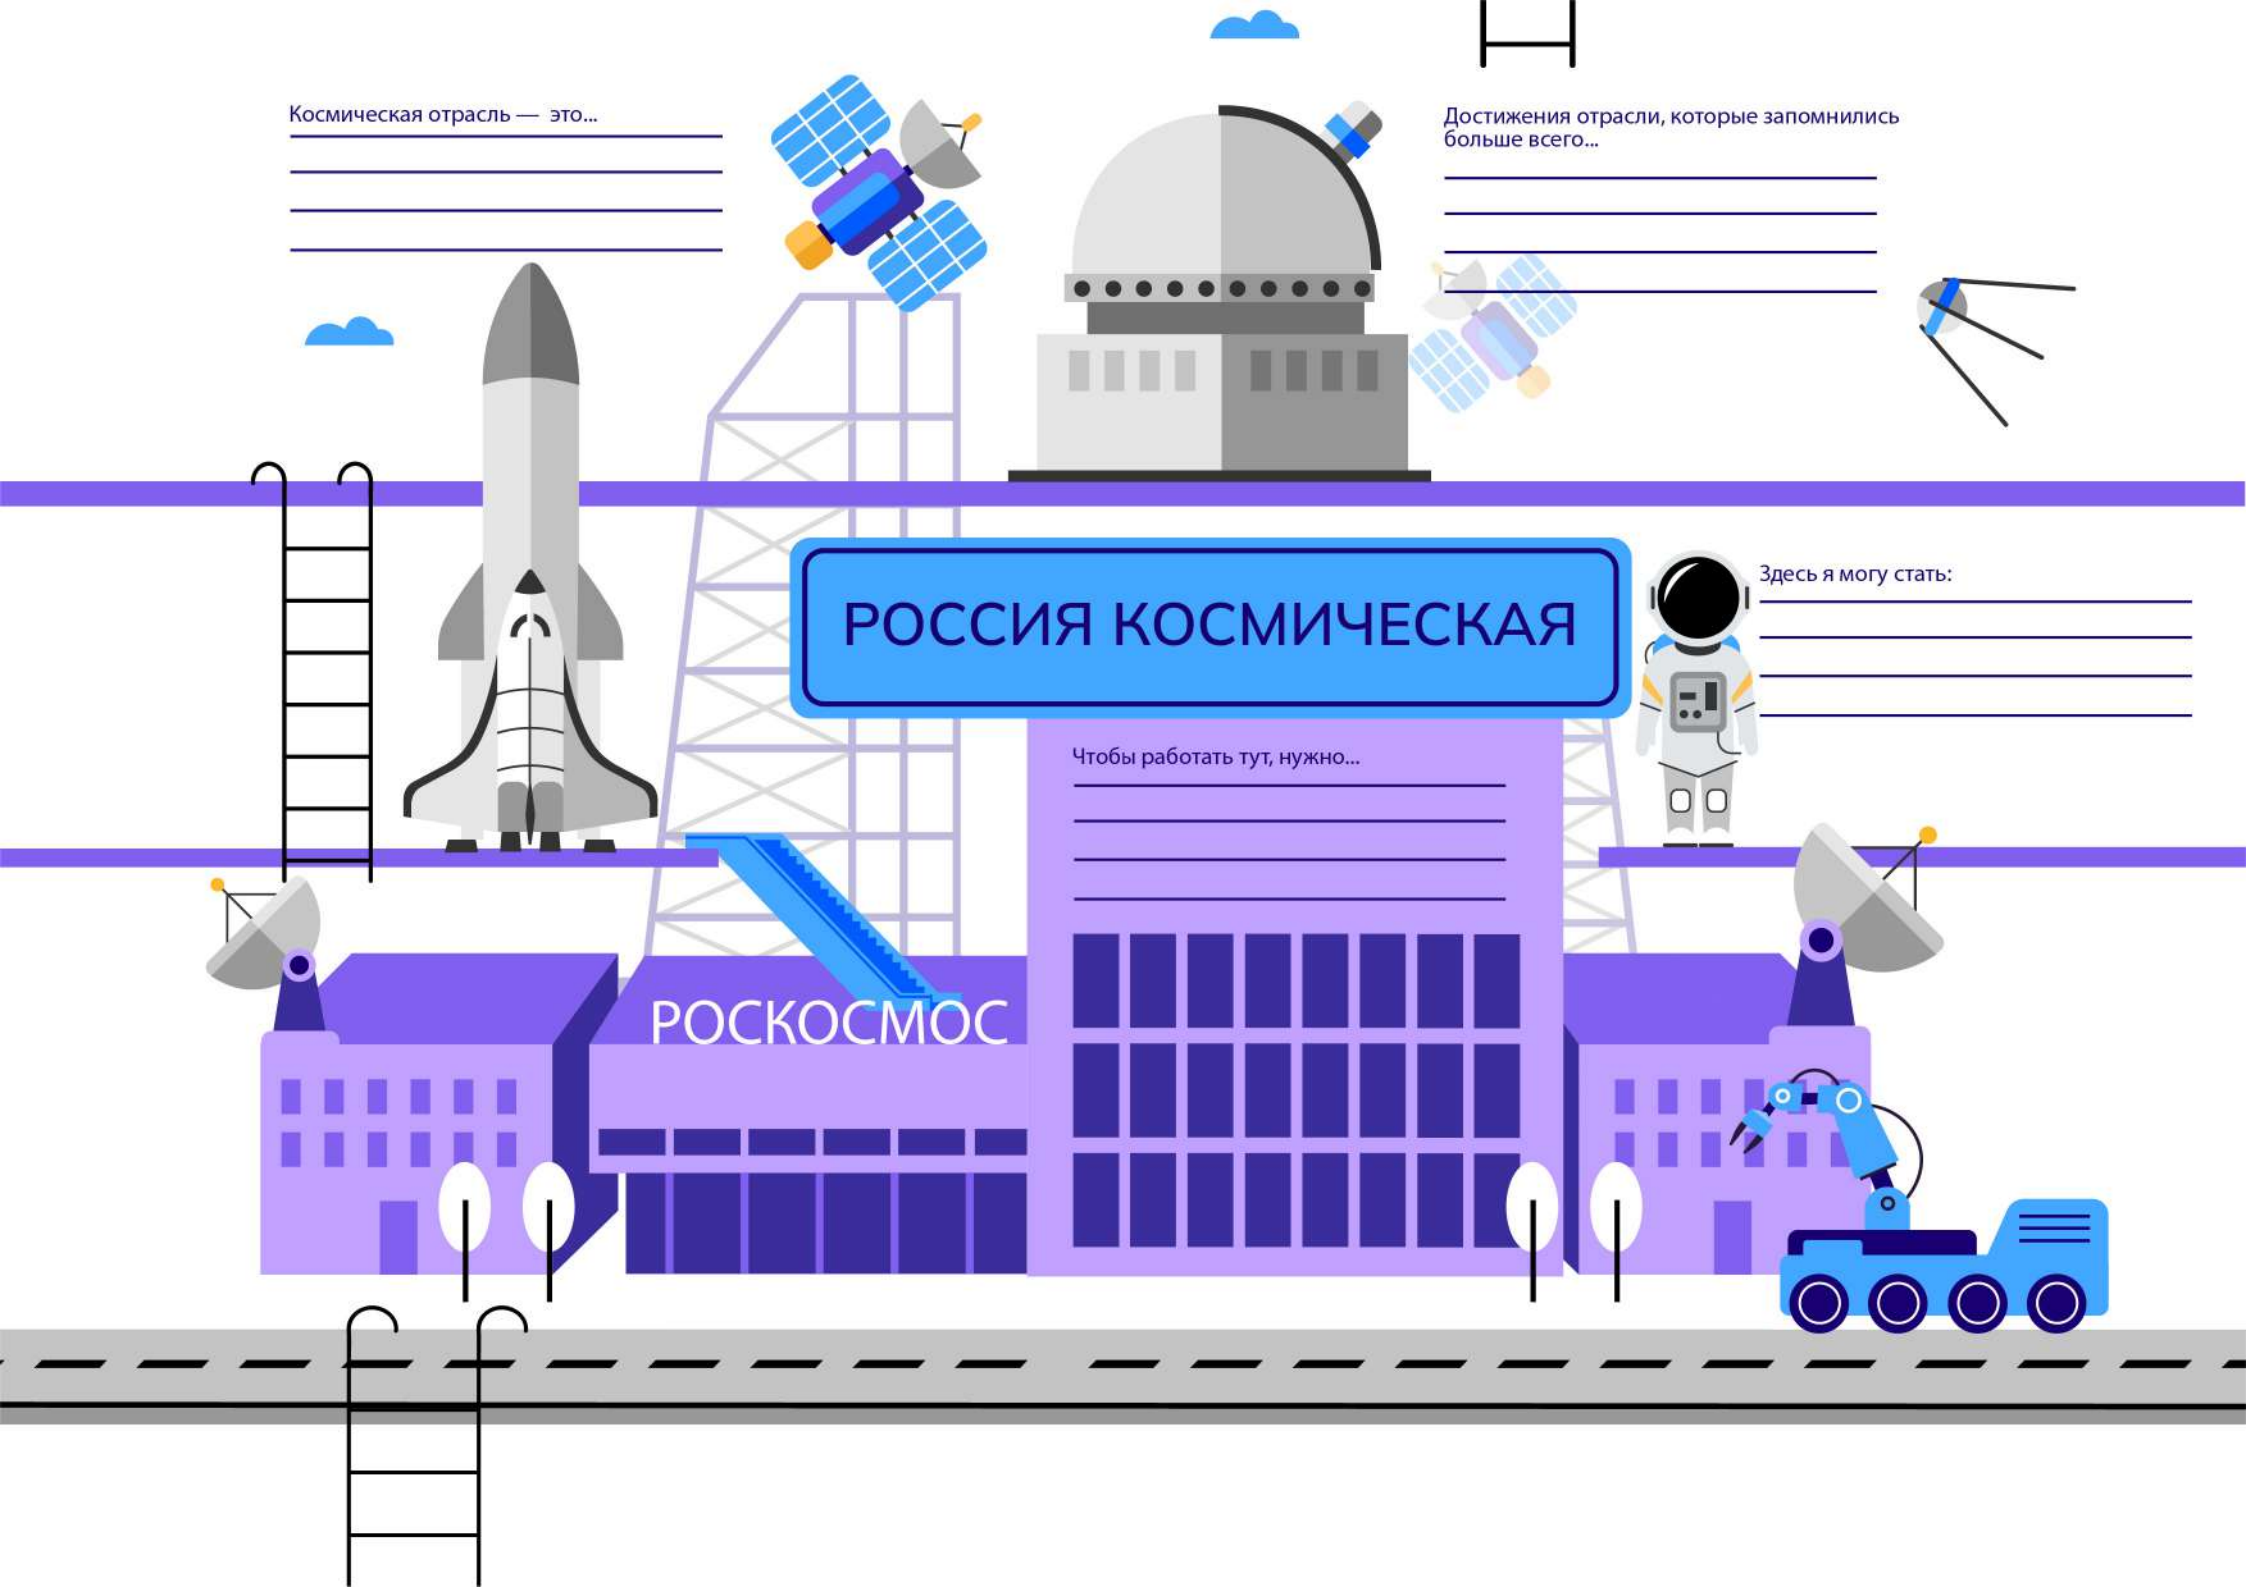 Космическая отрасль — это...
Достижения отрасли, которые запомнились
больше всего...
РОССИЯ КОСМИЧЕСКАЯ
Здесь я могу стать:
Чтобы работать тут, нужно...
РОСКОСМОС